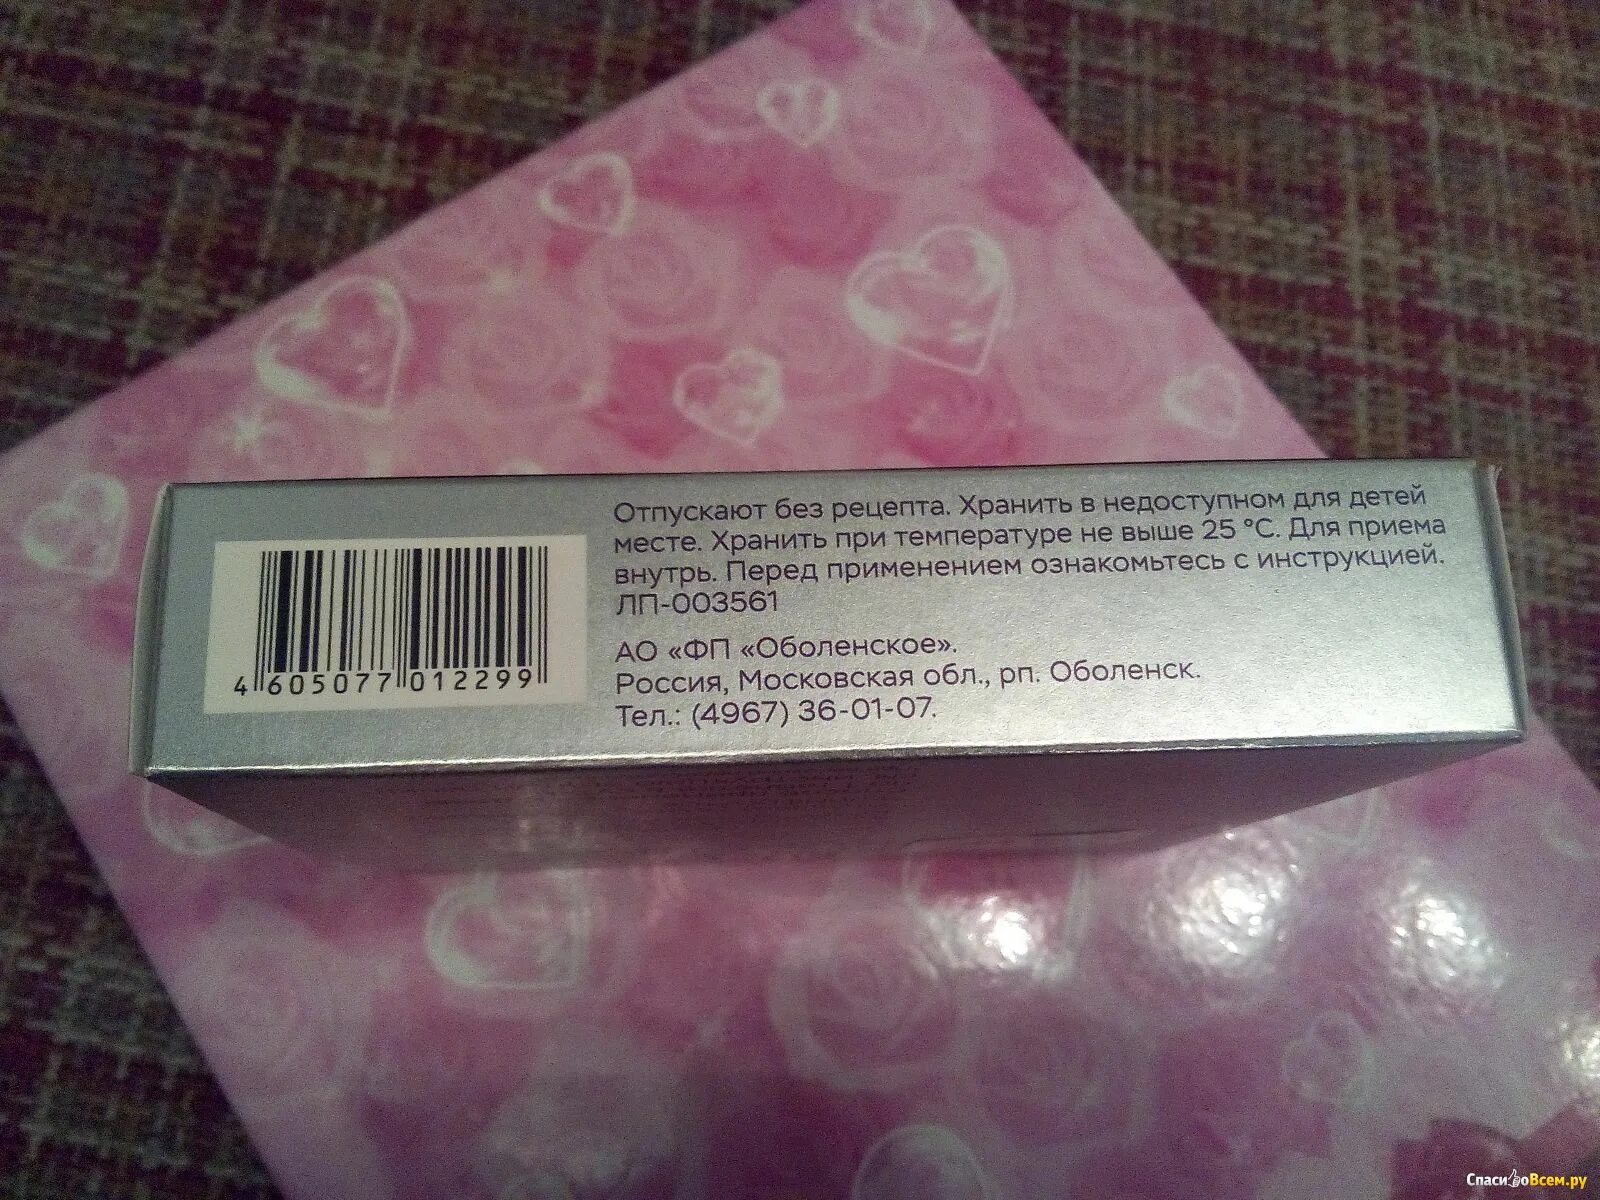 Отпускают без рецепта. Хранить в недоступном для детей
месте. Хранить при температуре не выше 25 °С. Для приема
внутрь. Перед применением ознакомьтесь с инструкцией.
ЛП-003561
АО «ФП «Оболенское».
Россия, Московская обл., рп. Оболенск.
Тел.: (4967) 36-01-07.
4 605077 012299
СпасибоВсем.ру